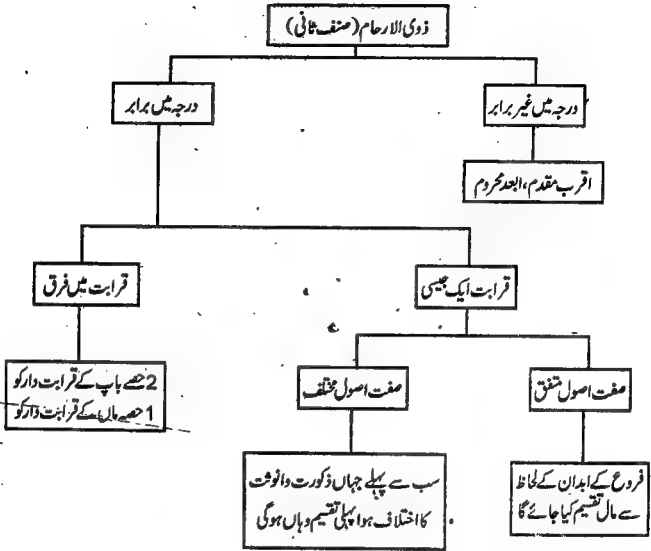 ذوی الارحام (صنف ثانی)
درجہ میں غیر برابر
درجہ میں برابر
اقرب مقدم، ابعد محروم
قرابت ایک جیسی
قرابت میں فرق
صفت اصول متفق
صفت اصول مختلف
2 حصے باپ کے قرابت دار کو
1 حصہ ماں کے قرابت دار کو
فروع کے ابدان کے لحاظ
سے مال تقسیم کیا جائے گا
سب سے پہلے جہاں ذکورت و انوثت
کا اختلاف ہوا پہلی تقسیم وہاں ہوگی